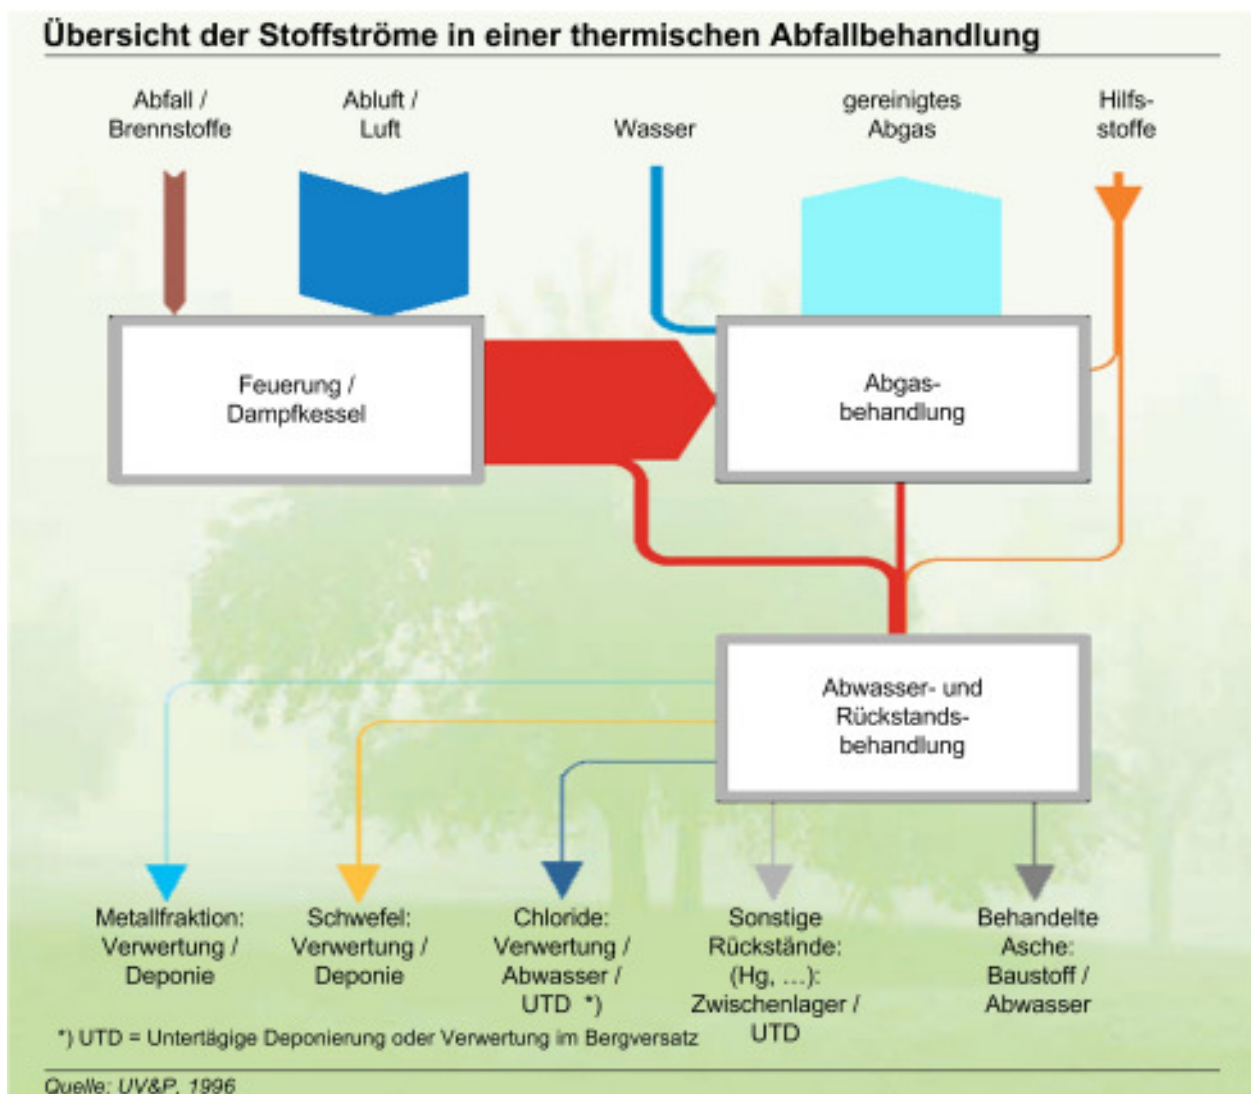 Übersicht der Stoffströme in einer thermischen Abfallbehandlung
Abfall /
Brennstoffe
Abluft /
Luft
Wasser
gereinigtes
Abgas
Hilfs-
stoffe
Feuerung /
Dampfkessel
Abgas-
behandlung
Abwasser- und
Rückstands-
behandlung
Metallfraktion:
Verwertung /
Deponie
Schwefel:
Verwertung /
Deponie
Chloride:
Verwertung /
Abwasser /
UTD *)
Sonstige
Rückstände:
(Hg, …):
Zwischenlager /
UTD
Behandelte
Asche:
Baustoff /
Abwasser
*) UTD = Untertägige Deponierung oder Verwertung im Bergversatz
Quelle: UV&P, 1996